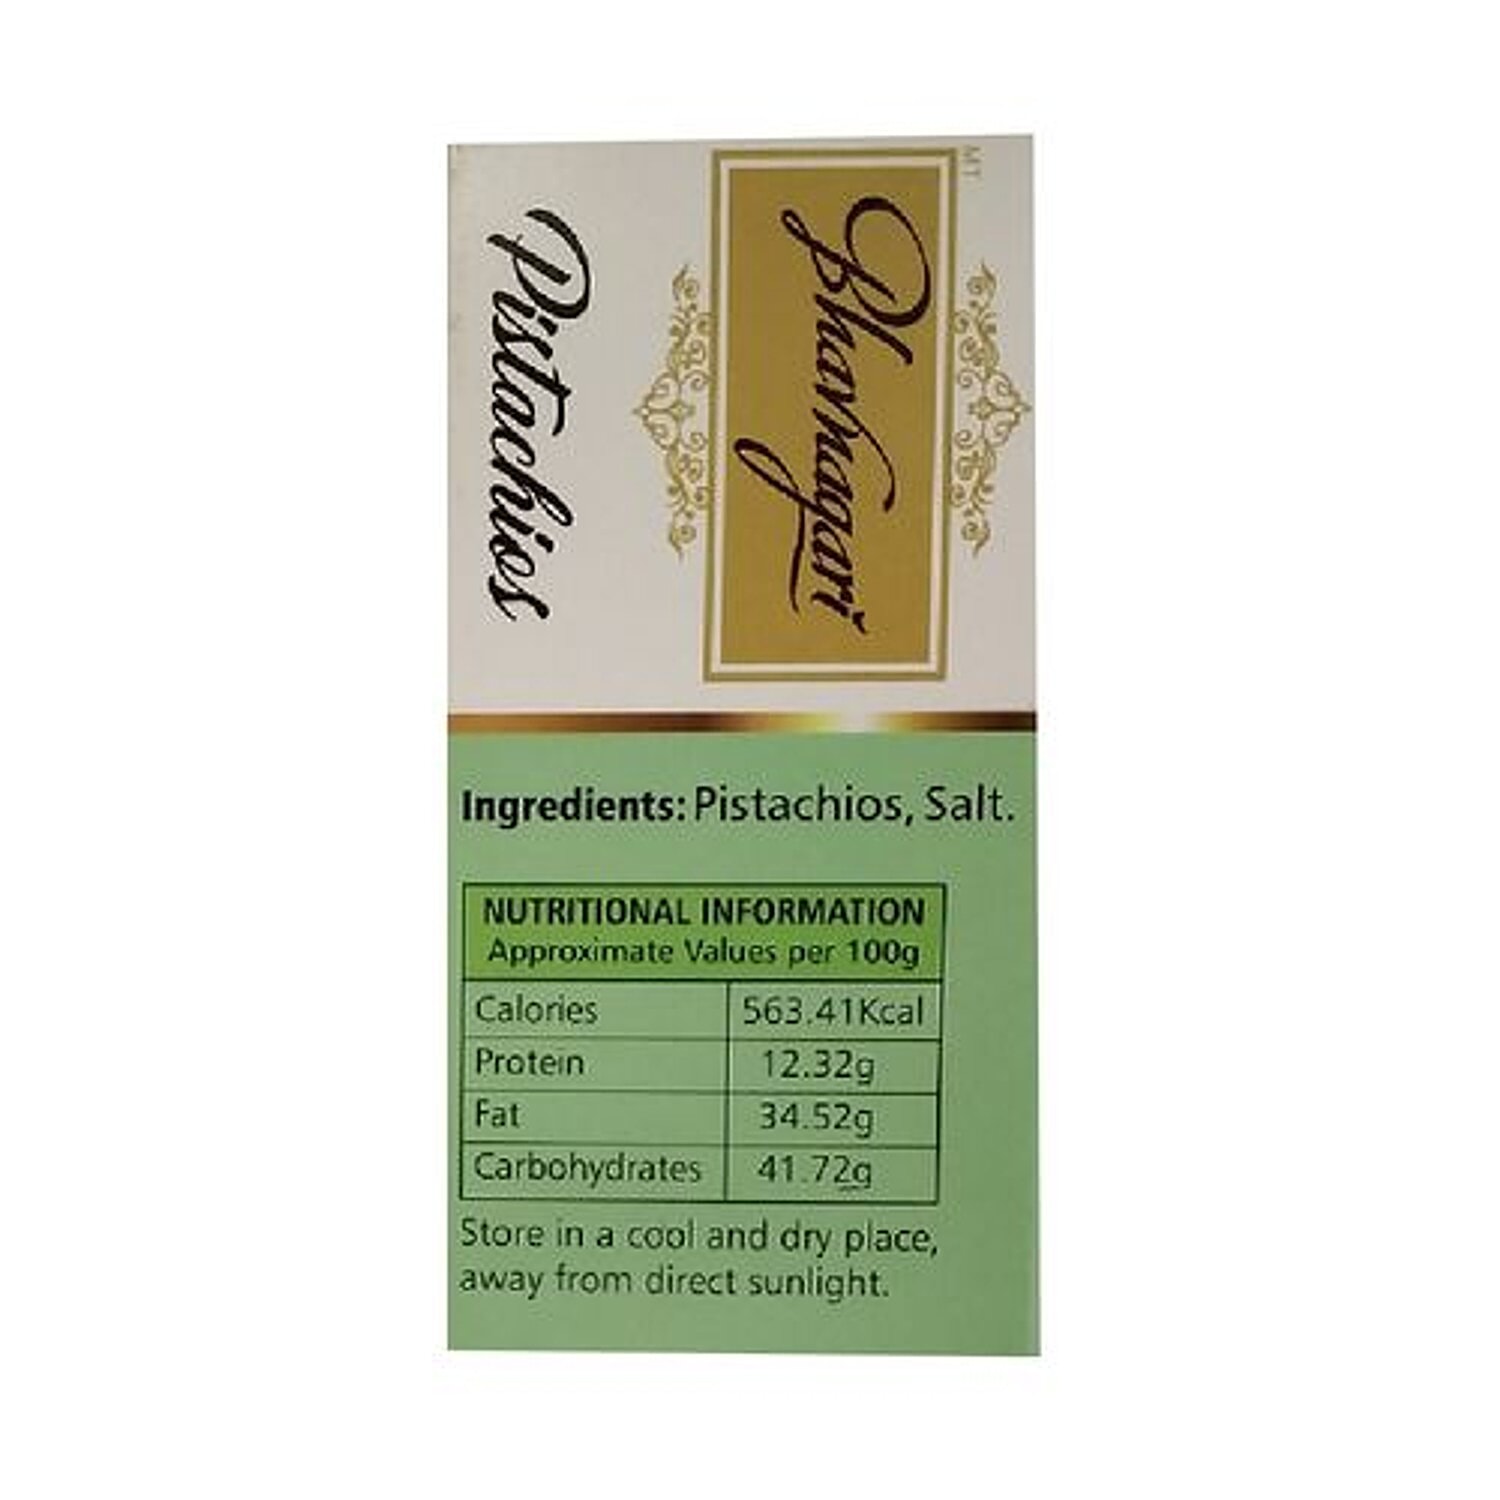 Bhavnagari
TM
Pistachios
Ingredients: Pistachios, Salt.
NUTRITIONAL INFORMATION
Approximate Values per 100g
Calories 563.41Kcal
Protein 12.32g
Fat 34.52g
Carbohydrates 41.72g
Store in a cool and dry place,
away from direct sunlight.